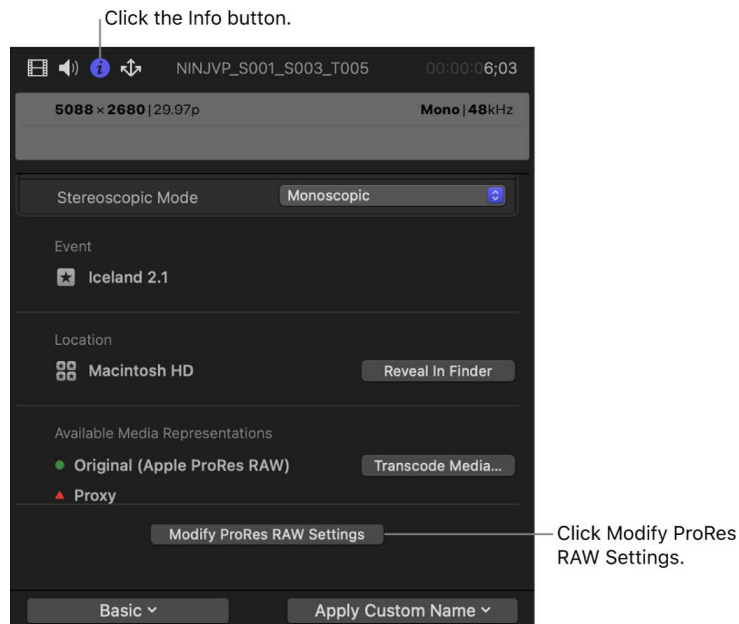 Click the Info button.
NINJVP_S001_S003_T005 00:00:06;03
5088 × 2680 | 29.97p Mono | 48kHz
Stereoscopic Mode Monoscopic
Event
Iceland 2.1
Location
Macintosh HD Reveal In Finder
Available Media Representations
Original (Apple ProRes RAW) Transcode Media...
Proxy
Modify ProRes RAW Settings
Click Modify ProRes
RAW Settings.
Basic Apply Custom Name